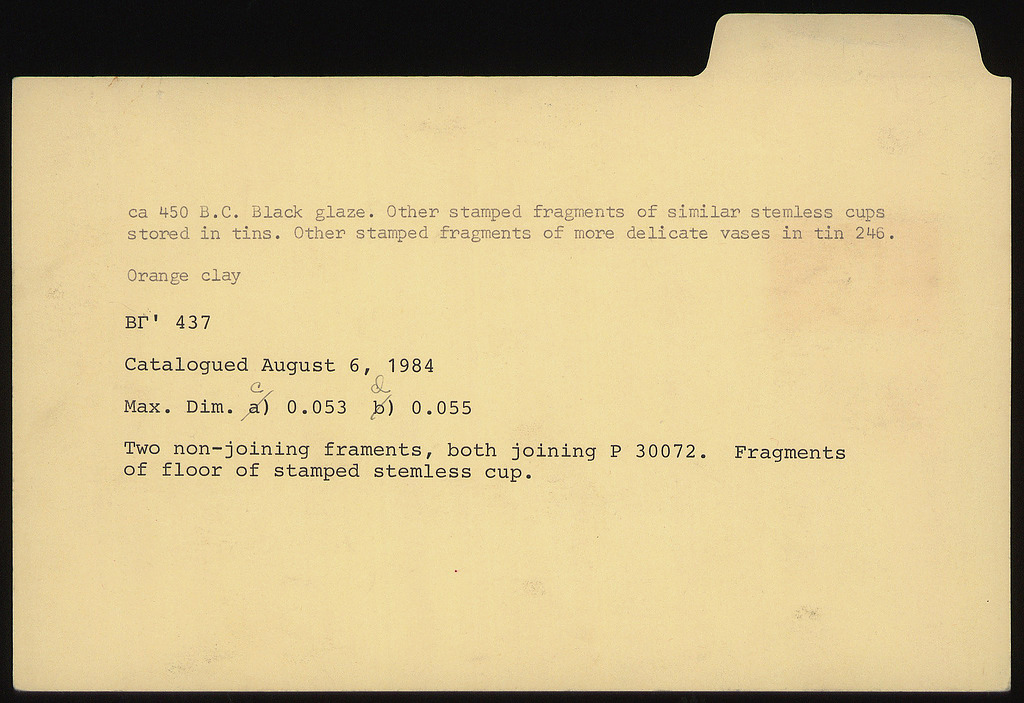 ca 450 B.C. Black glaze. Other stamped fragments of similar stemless cups
stored in tins. Other stamped fragments of more delicate vases in tin 246.
Orange clay
ΒΓ' 437
Catalogued August 6, 1984
c d
Max. Dim. a) 0.053 b) 0.055
Two non-joining framents, both joining P 30072. Fragments
of floor of stamped stemless cup.